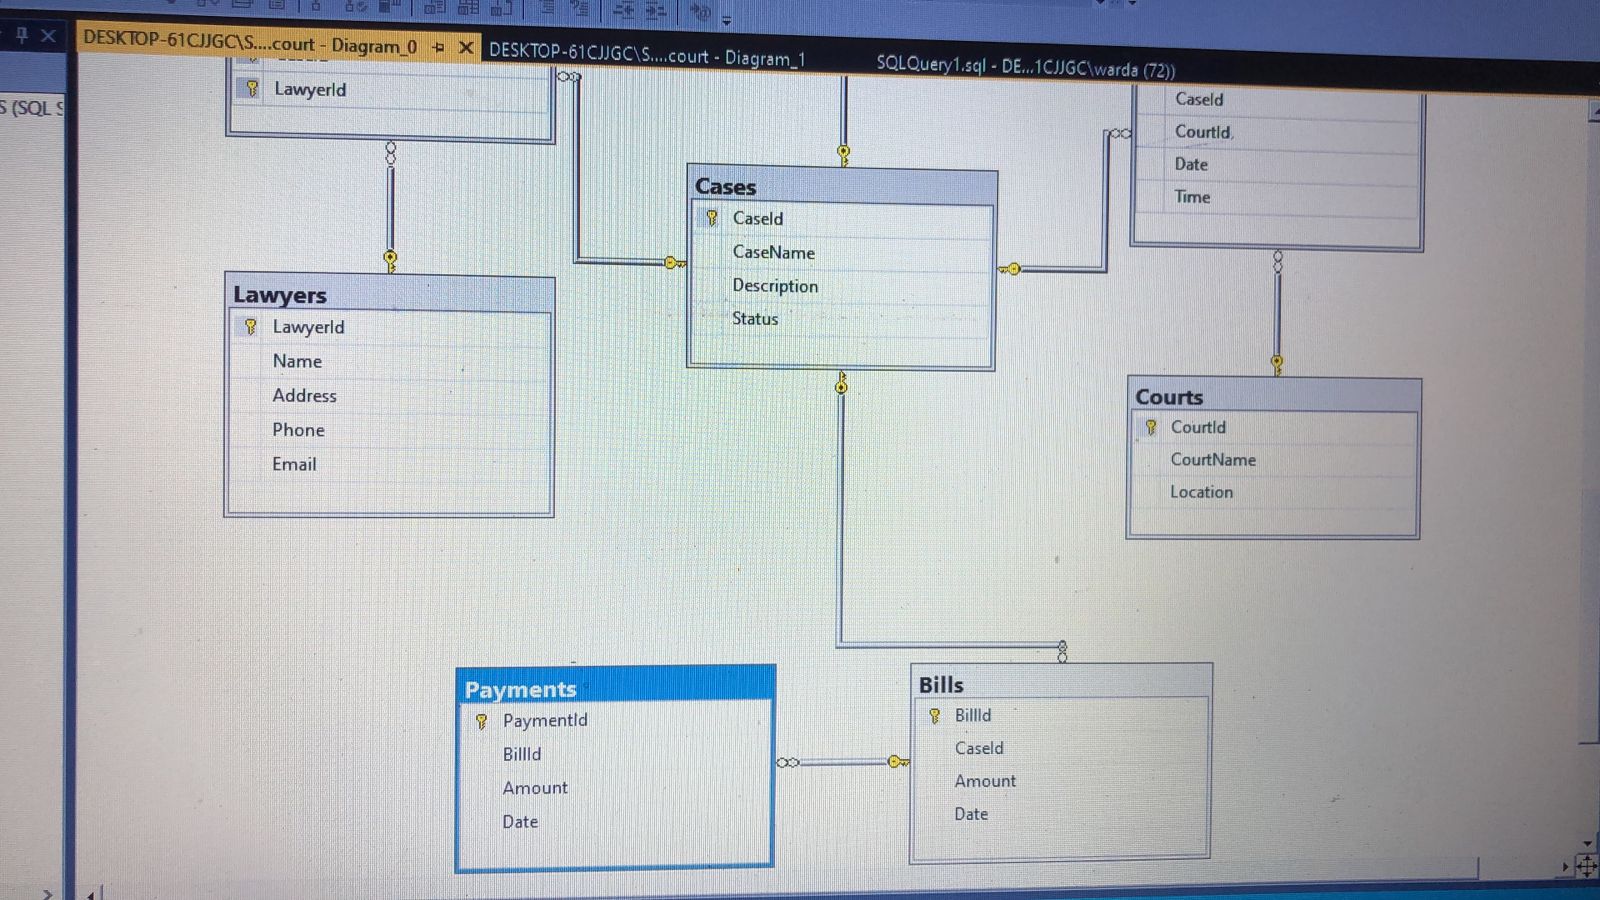 DESKTOP-61CJJGC\S....court - Diagram_0
DESKTOP-61CJJGC\S....court - Diagram_1
SQLQuery1.sql - DE...1CJJGC\warda (72))
S (SQL S
LawyerId
Lawyers
LawyerId
Name
Address
Phone
Email
Cases
CaseId
CaseName
Description
Status
CaseId
CourtId
Date
Time
Courts
CourtId
CourtName
Location
Payments
PaymentId
BillId
Amount
Date
Bills
BillId
CaseId
Amount
Date